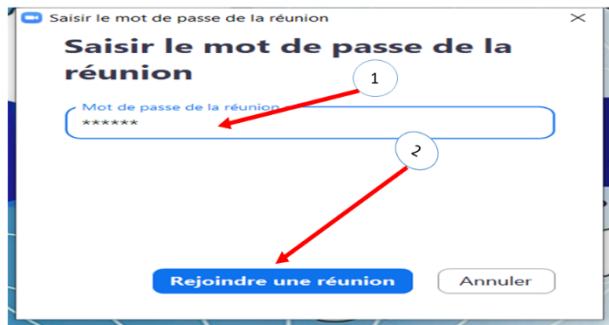 Saisir le mot de passe de la réunion
Saisir le mot de passe de la
réunion
1
Mot de passe de la réunion
******
2
Rejoindre une réunion
Annuler